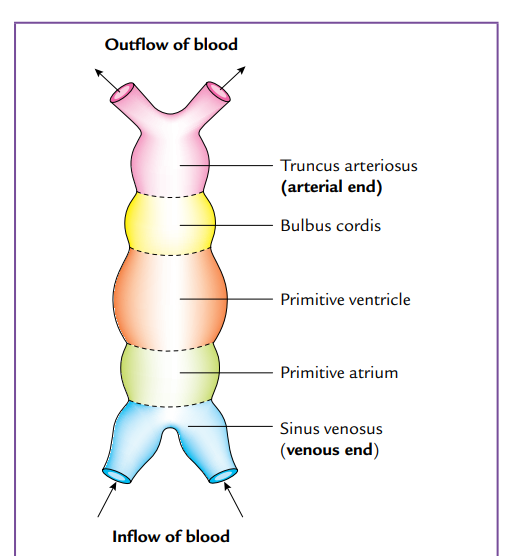 Outflow of blood
Truncus arteriosus
(arterial end)
Bulbus cordis
Primitive ventricle
Primitive atrium
Sinus venosus
(venous end)
Inflow of blood